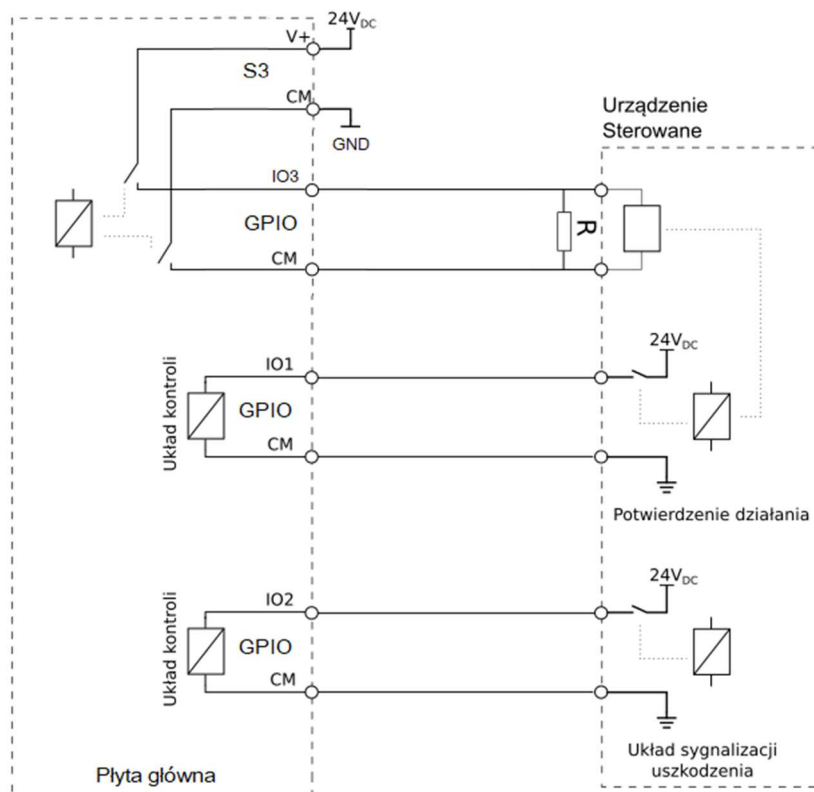 24VDC
V+
S3
CM
GND
Urządzenie
Sterowane
IO3
GPIO
R
CM
24VDC
IO1
Układ kontroli
GPIO
CM
Potwierdzenie działania
24VDC
IO2
Układ kontroli
GPIO
CM
Układ sygnalizacji
uszkodzenia
Płyta główna